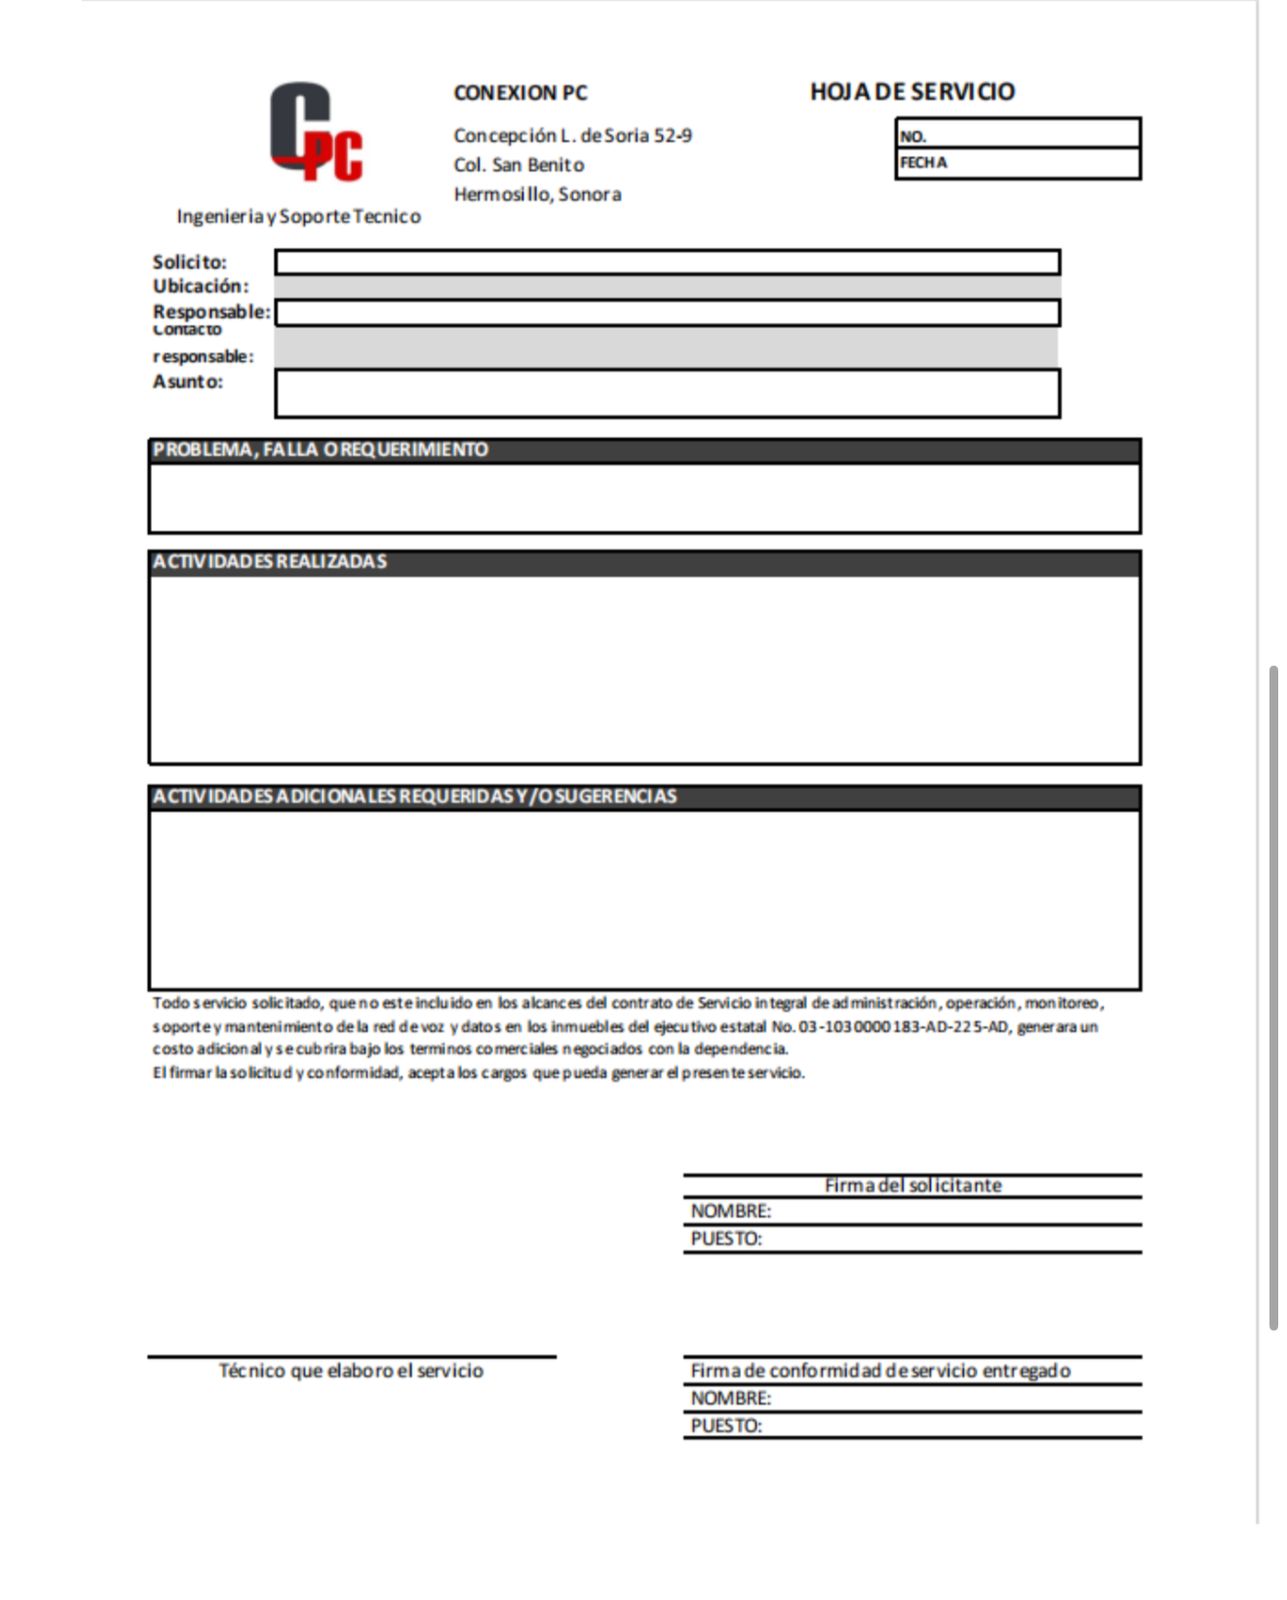 CPC
Ingenieria y Soporte Tecnico
CONEXION PC
Concepción L. de Soria 52-9
Col. San Benito
Hermosillo, Sonora
HOJA DE SERVICIO
NO.
FECHA
Solicito:
Ubicación:
Responsable:
Contacto
responsable:
Asunto:
PROBLEMA, FALLA O REQUERIMIENTO
ACTIVIDADES REALIZADAS
ACTIVIDADES ADICIONALES REQUERIDAS Y/O SUGERENCIAS
Todo servicio solicitado, que no este incluido en los alcances del contrato de Servicio integral de administración, operación, monitoreo,
soporte y mantenimiento de la red de voz y datos en los inmuebles del ejecutivo estatal No. 03-1030000183-AD-225-AD, generara un
costo adicional y se cubrira bajo los terminos comerciales negociados con la dependencia.
El firmar la solicitud y conformidad, acepta los cargos que pueda generar el presente servicio.
Firma del solicitante
NOMBRE:
PUESTO:
Técnico que elaboro el servicio
Firma de conformidad de servicio entregado
NOMBRE:
PUESTO: